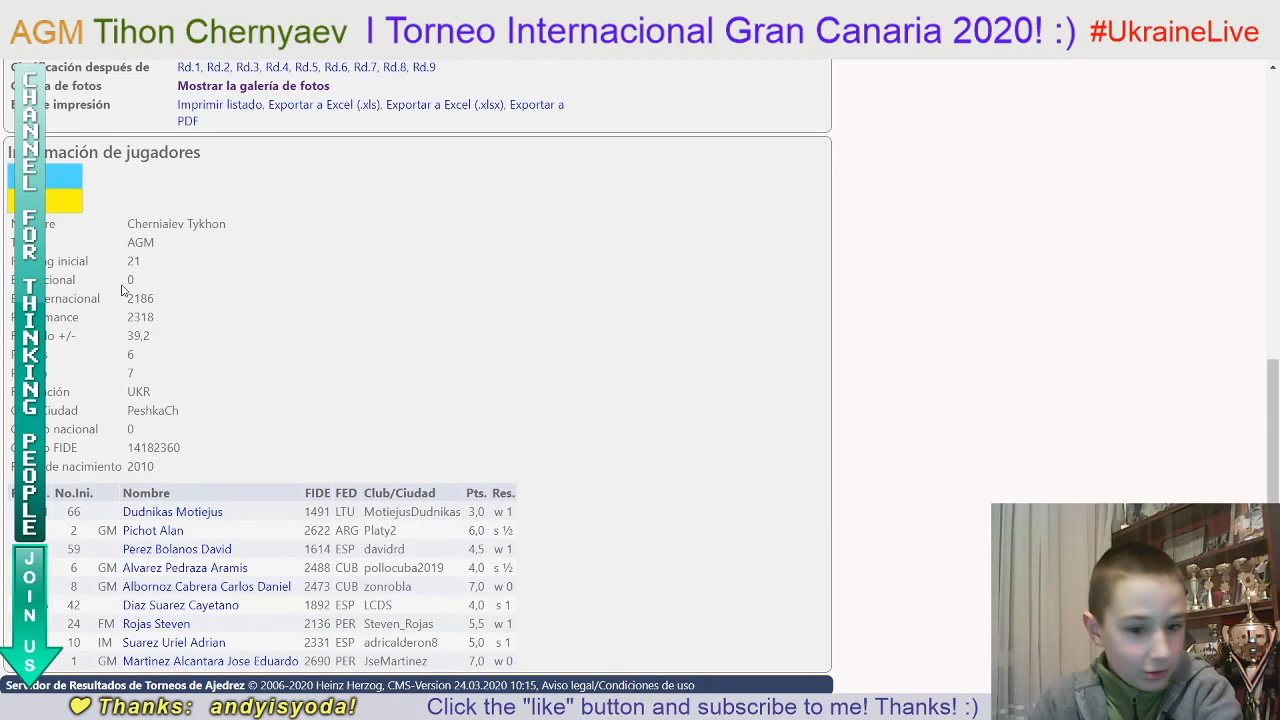 AGM Tihon Chernyaev I Torneo Internacional Gran Canaria 2020! :) #UkraineLive
después de Rd.1, Rd.2, Rd.3, Rd.4, Rd.5, Rd.6, Rd.7, Rd.8, Rd.9
de fotos Mostrar la galería de fotos
impresión Imprimir listado, Exportar a Excel (.xls), Exportar a Excel (.xlsx), Exportar a
PDF
de jugadores
Cherniaiev Tykhon
AGM
inicial 21
0
2186
2318
+/- 39,2
6
7
UKR
PeshkaCh
nacional 0
FIDE 14182360
de nacimiento 2010
No.Ini. Nombre FIDE FED Club/Ciudad Pts. Res.
66 Dudnikas Motiejus 1491 LTU MotiejusDudnikas 3,0 w 1
2 GM Pichot Alan 2622 ARG Platy2 6,0 s ½
59 Perez Bolanos David 1614 ESP davidrd 4,5 w 1
6 GM Alvarez Pedraza Aramis 2488 CUB pollocuba2019 4,0 s ½
8 GM Albornoz Cabrera Carlos Daniel 2473 CUB zonrobla 7,0 w 0
42 Diaz Suarez Cayetano 1892 ESP LCDS 4,0 s 1
24 FM Rojas Steven 2136 PER Steven_Rojas 5,5 w 1
10 IM Suarez Uriel Adrian 2331 ESP adricalderon8 5,0 s 1
1 GM Martinez Alcantara Jose Eduardo 2690 PER JseMartinez 7,0 w 0
Servidor de Resultados de Torneos de Ajedrez © 2006-2020 Heinz Herzog, CMS-Version 24.03.2020 10:15, Aviso legal/Condiciones de uso
CHANNEL FOR THINKING PEOPLE
JOIN US
Thanks: andyisyoda! Click the "like" button and subscribe to me! Thanks! :)